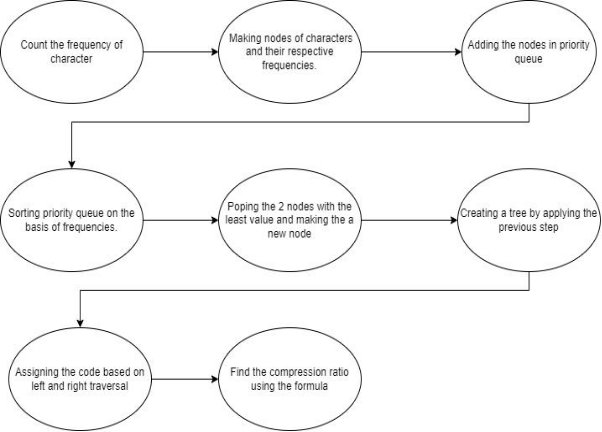 Count the frequency of
character
Making nodes of characters
and their respective
frequencies.
Adding the nodes in priority
queue
Sorting priority queue on the
basis of frequencies.
Poping the 2 nodes with the
least value and making the a
new node
Creating a tree by applying the
previous step
Assigning the code based on
left and right traversal
Find the compression ratio
using the formula